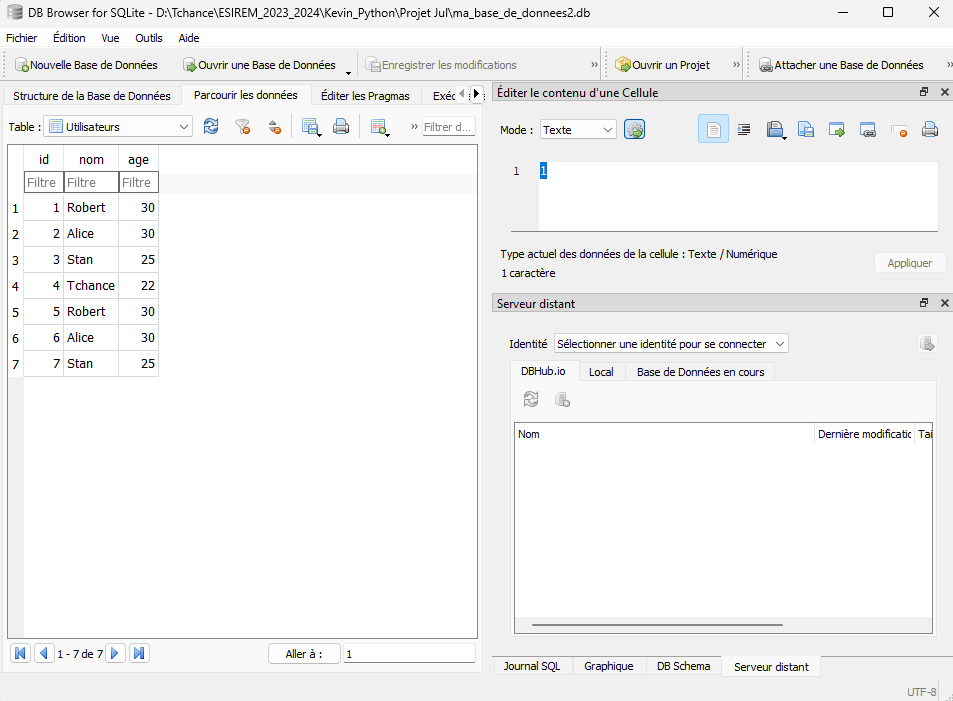 DB Browser for SQLite - D:\Tchance\ESIREM_2023_2024\Kevin_Python\Projet Jul\ma_base_de_donnees2.db
Fichier Édition Vue Outils Aide
Nouvelle Base de Données Ouvrir une Base de Données Enregistrer les modifications » Ouvrir un Projet » Attacher une Base de Données »
Structure de la Base de Données Parcourir les données Éditer les Pragmas Exéc
Table : Utilisateurs » Filtrer d...
id nom age
Filtre Filtre Filtre
1 1 Robert 30
2 2 Alice 30
3 3 Stan 25
4 4 Tchance 22
5 5 Robert 30
6 6 Alice 30
7 7 Stan 25
1 - 7 de 7 Aller à : 1
Éditer le contenu d'une Cellule
Mode : Texte
1 1
Type actuel des données de la cellule : Texte / Numérique
1 caractère
Appliquer
Serveur distant
Identité Sélectionner une identité pour se connecter
DBHub.io Local Base de Données en cours
Nom Dernière modificatic Tai
Journal SQL Graphique DB Schema Serveur distant
UTF-8